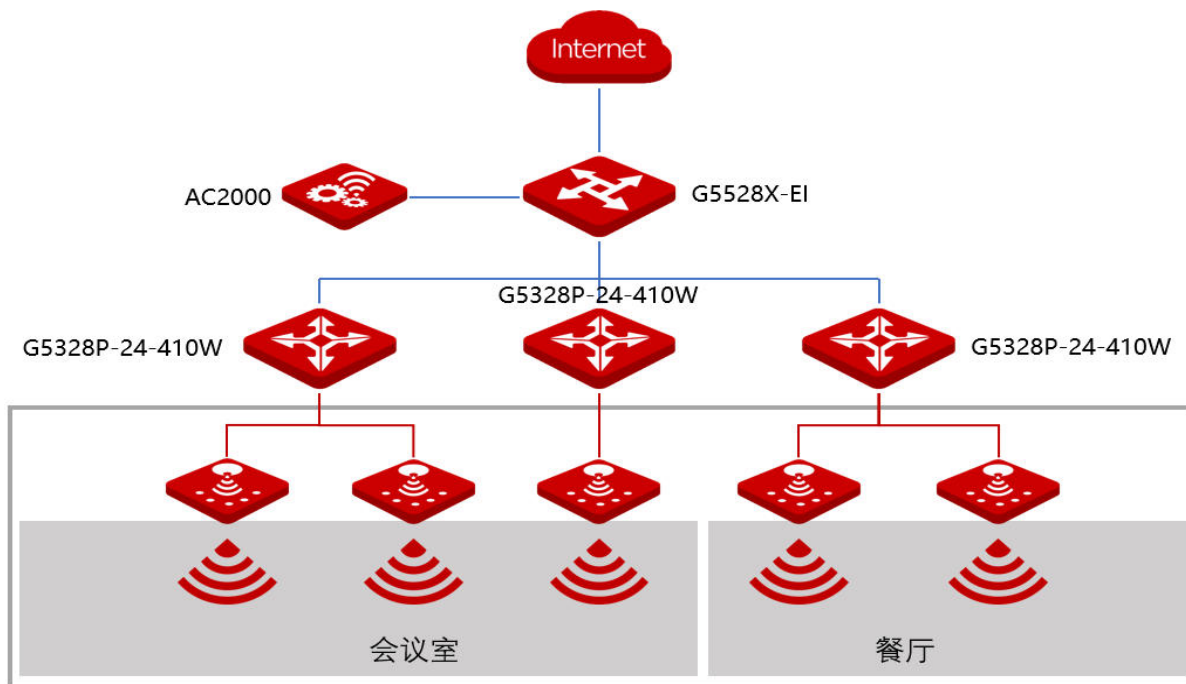 Internet
AC2000
G5528X-EI
G5328P-24-410W
G5328P-24-410W
G5328P-24-410W
会议室
餐厅